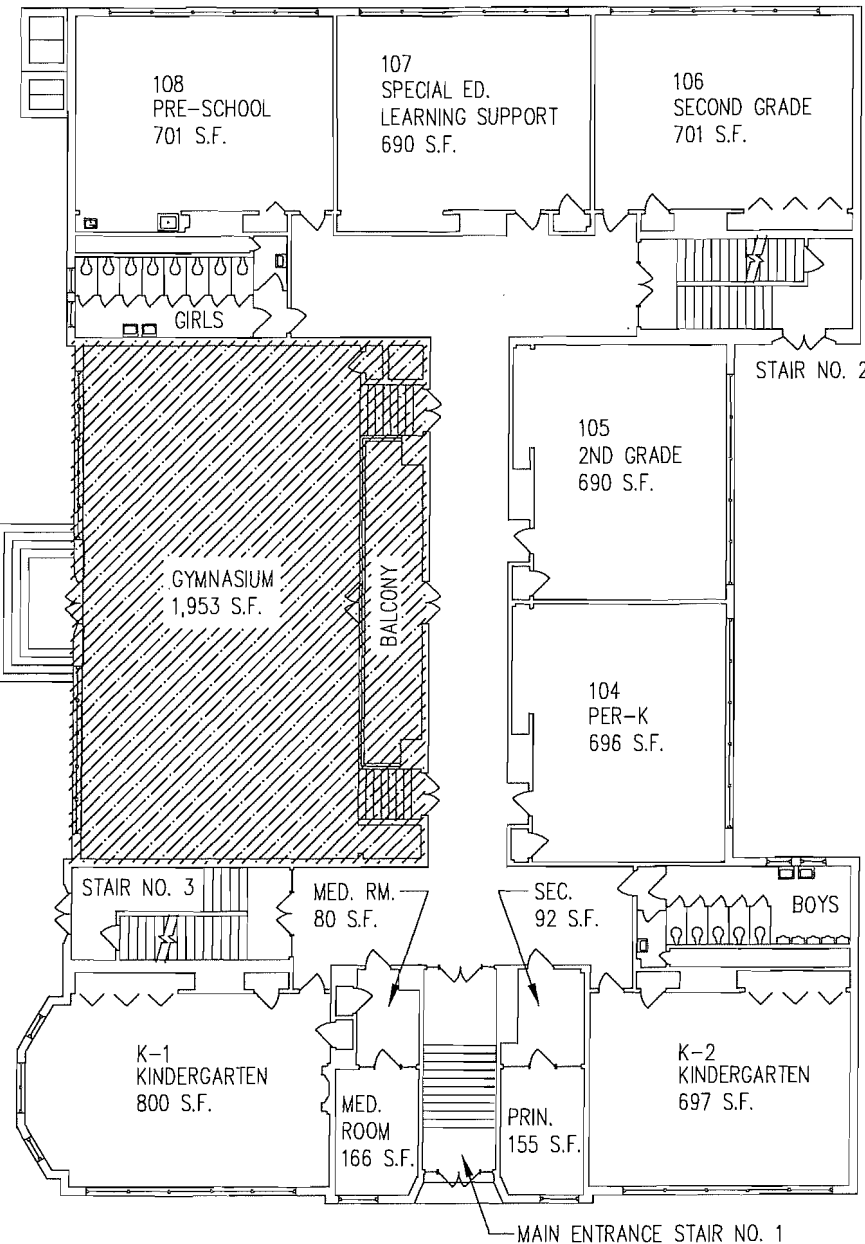 108
PRE-SCHOOL
701 S.F.
107
SPECIAL ED.
LEARNING SUPPORT
690 S.F.
106
SECOND GRADE
701 S.F.
GIRLS
STAIR NO. 2
105
2ND GRADE
690 S.F.
GYMNASIUM
1,953 S.F.
BALCONY
104
PER-K
696 S.F.
STAIR NO. 3
MED. RM.
80 S.F.
SEC.
92 S.F.
BOYS
K-1
KINDERGARTEN
800 S.F.
MED.
ROOM
166 S.F.
PRIN.
155 S.F.
K-2
KINDERGARTEN
697 S.F.
MAIN ENTRANCE STAIR NO. 1